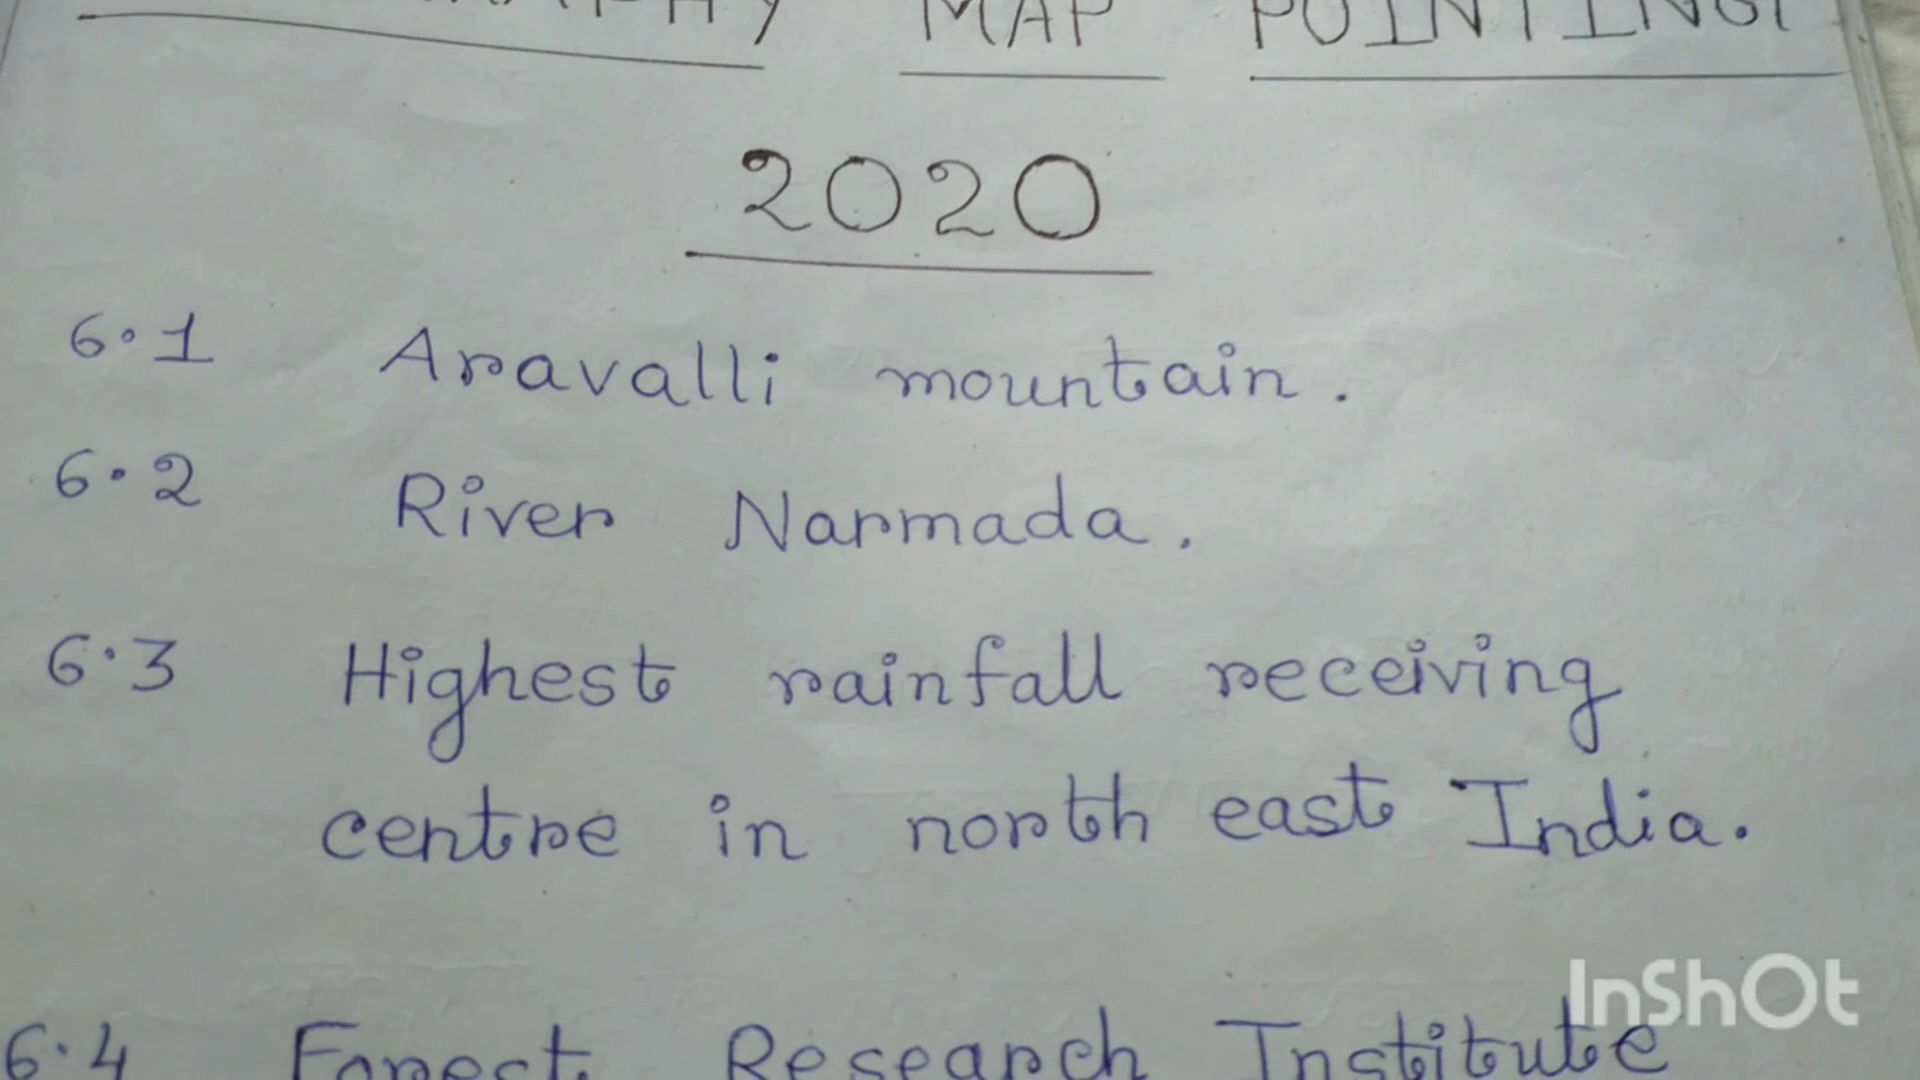 MAP POINTING
2020
6.1 Aravalli mountain.
6.2 River Narmada.
6.3 Highest rainfall receiving
centre in north east India.
6.4 Forest Research Institute
InShOt